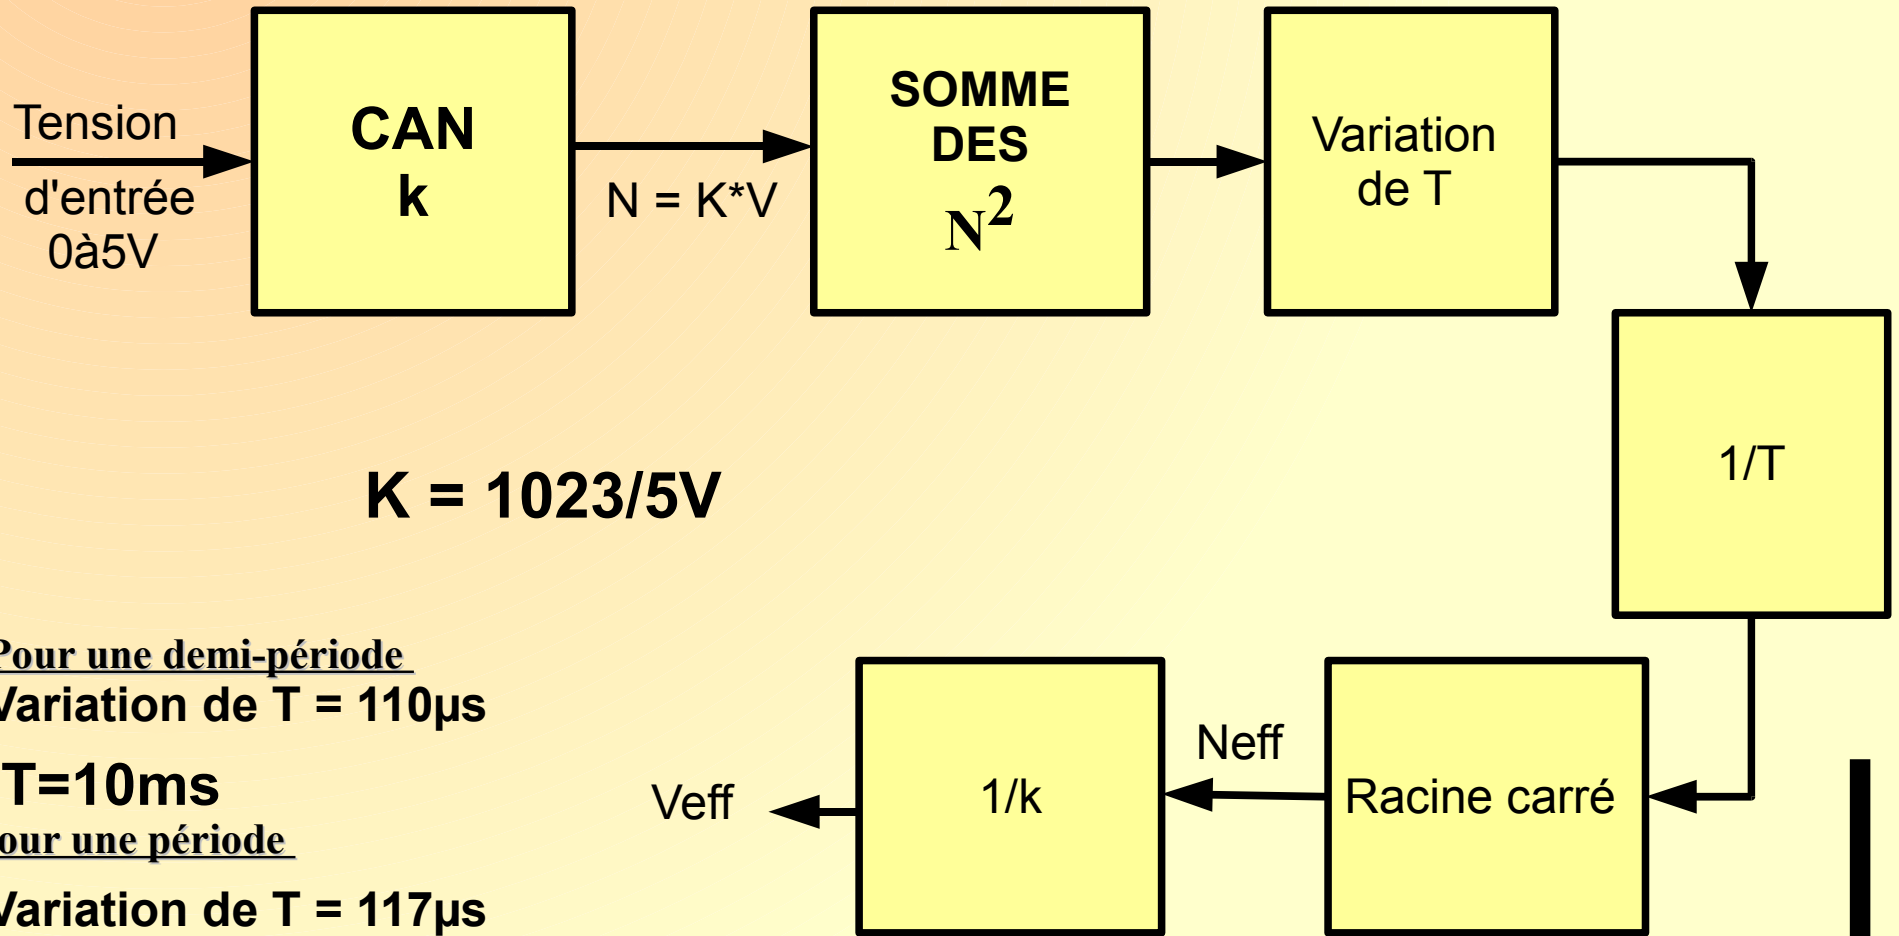 Tension
d'entrée
0à5V
CAN
k
N = K*V
SOMME
DES
N²
Variation
de T
1/T
K = 1023/5V
Pour une demi-période
Variation de T = 110µs
T=10ms
our une période
Variation de T = 117µs
Veff
1/k
Neff
Racine carré